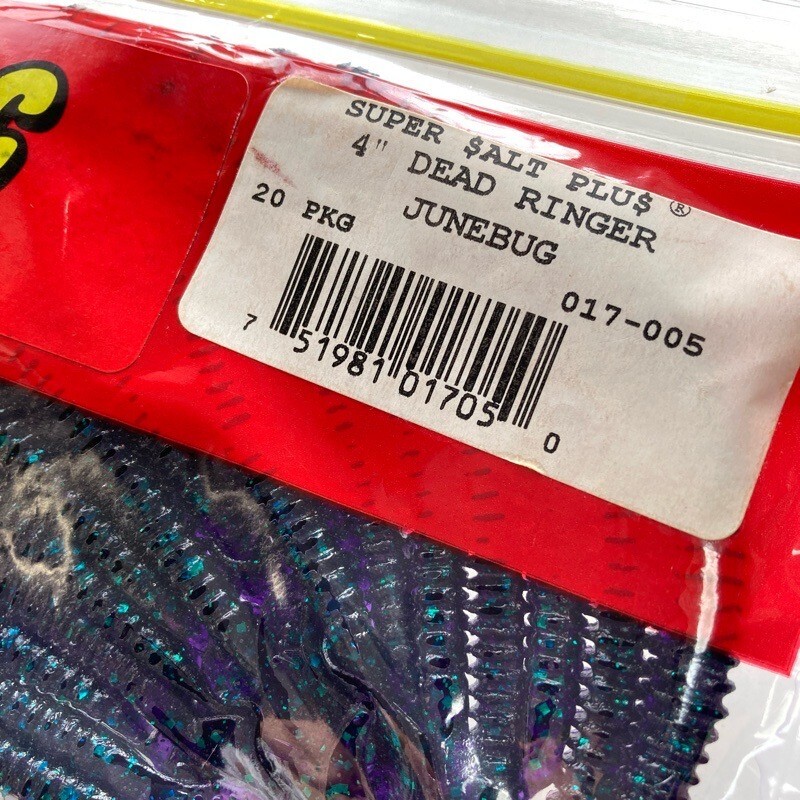 SUPER $ALT PLU$ ®
4" DEAD RINGER
20 PKG JUNEBUG
017-005
7 51981 01705 0